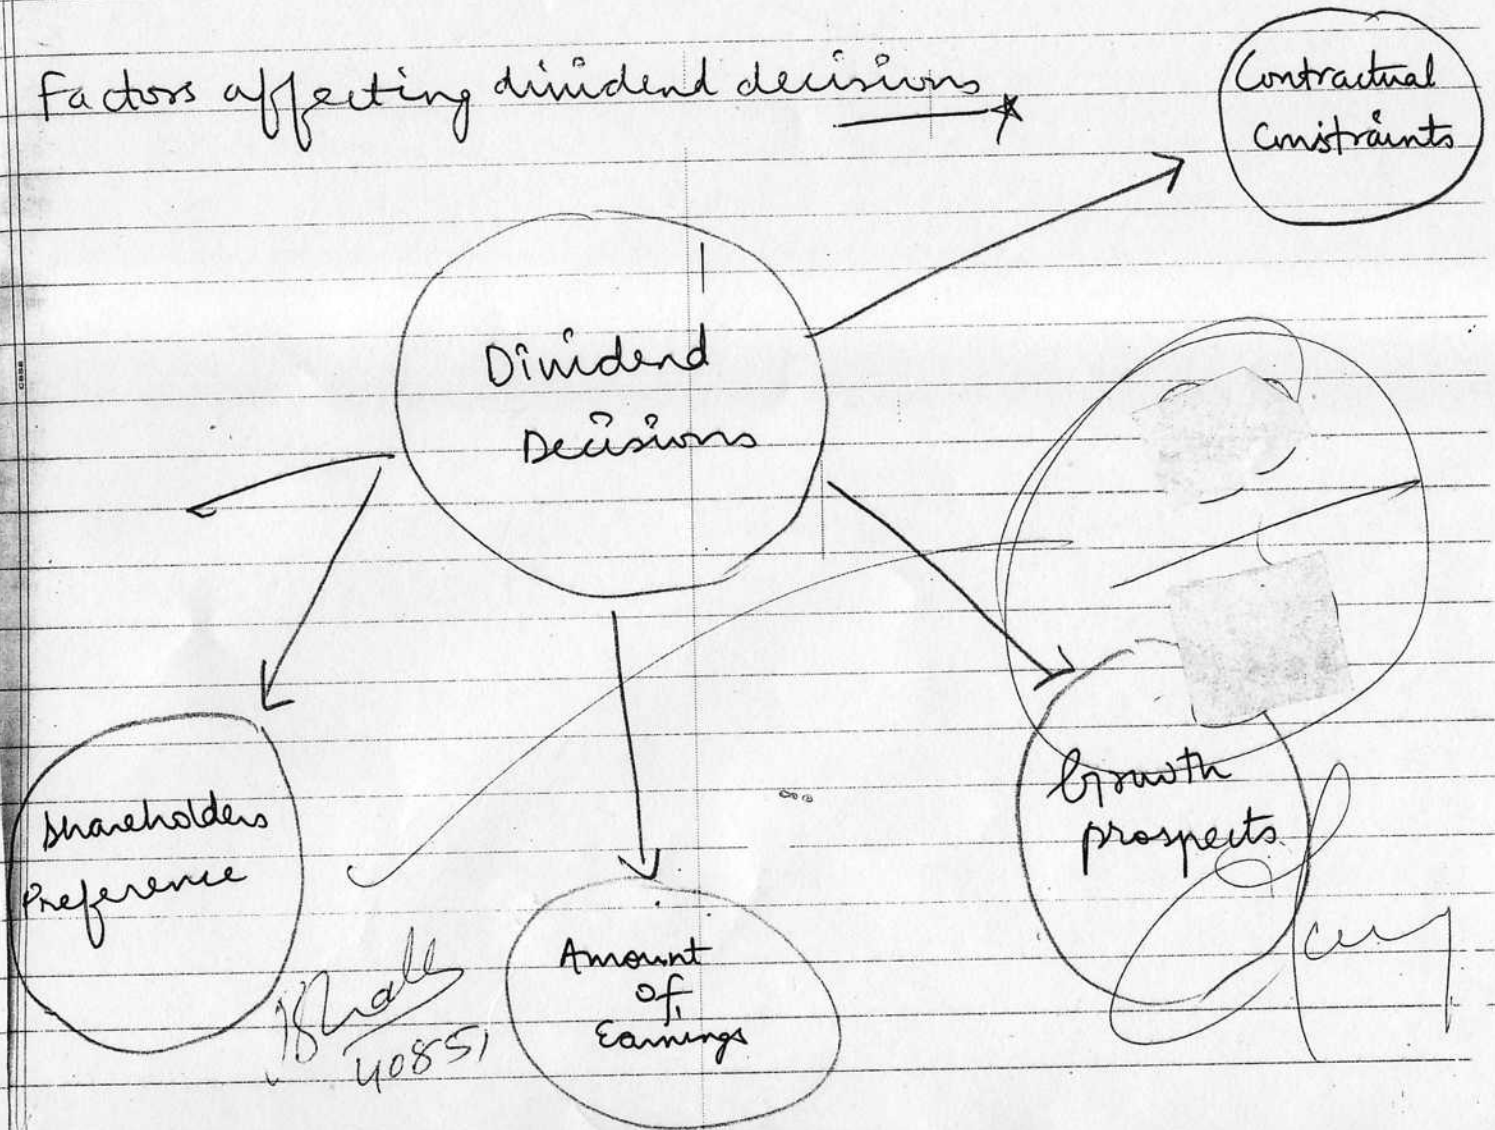 Factors affecting dividend decisions
Contractual
Constraints
Dividend
Decisions
Growth
prospects
Shareholders
Preference
Amount
of
Earnings
40851